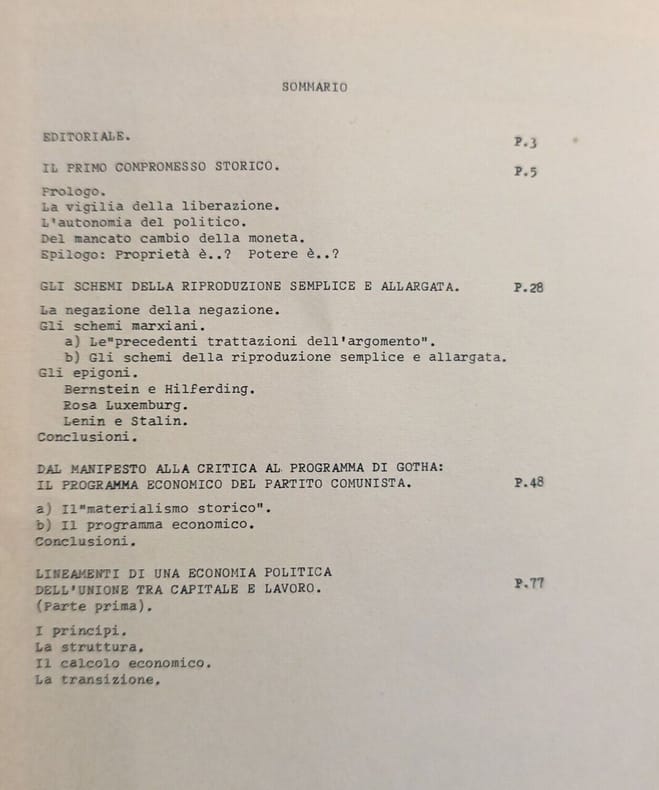 SOMMARIO
EDITORIALE. P.3
IL PRIMO COMPROMESSO STORICO. P.5
Prologo.
La vigilia della liberazione.
L'autonomia del politico.
Del mancato cambio della moneta.
Epilogo: Proprietà è..? Potere è..?
GLI SCHEMI DELLA RIPRODUZIONE SEMPLICE E ALLARGATA. P.28
La negazione della negazione.
Gli schemi marxiani.
a) Le"precedenti trattazioni dell'argomento".
b) Gli schemi della riproduzione semplice e allargata.
Gli epigoni.
Bernstein e Hilferding.
Rosa Luxemburg.
Lenin e Stalin.
Conclusioni.
DAL MANIFESTO ALLA CRITICA AL PROGRAMMA DI GOTHA:
IL PROGRAMMA ECONOMICO DEL PARTITO COMUNISTA. P.48
a) Il"materialismo storico".
b) Il programma economico.
Conclusioni.
LINEAMENTI DI UNA ECONOMIA POLITICA
DELL'UNIONE TRA CAPITALE E LAVORO. P.77
(Parte prima).
I principi.
La struttura.
Il calcolo economico.
La transizione.